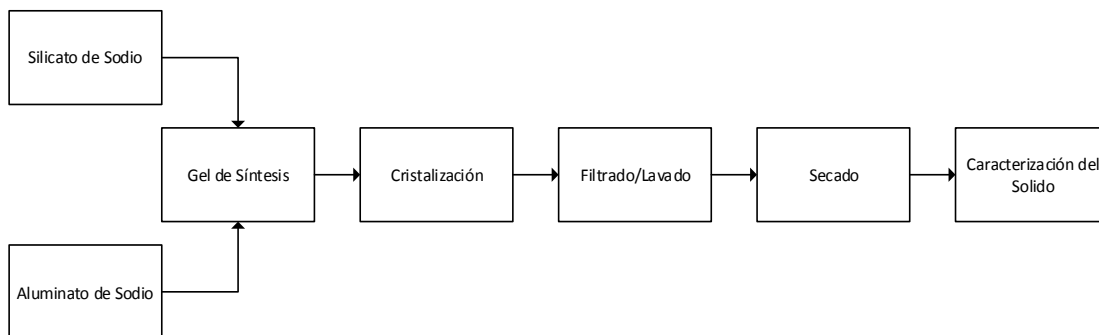 Silicato de Sodio
Gel de Síntesis
Cristalización
Filtrado/Lavado
Secado
Caracterización del
Solido
Aluminato de Sodio